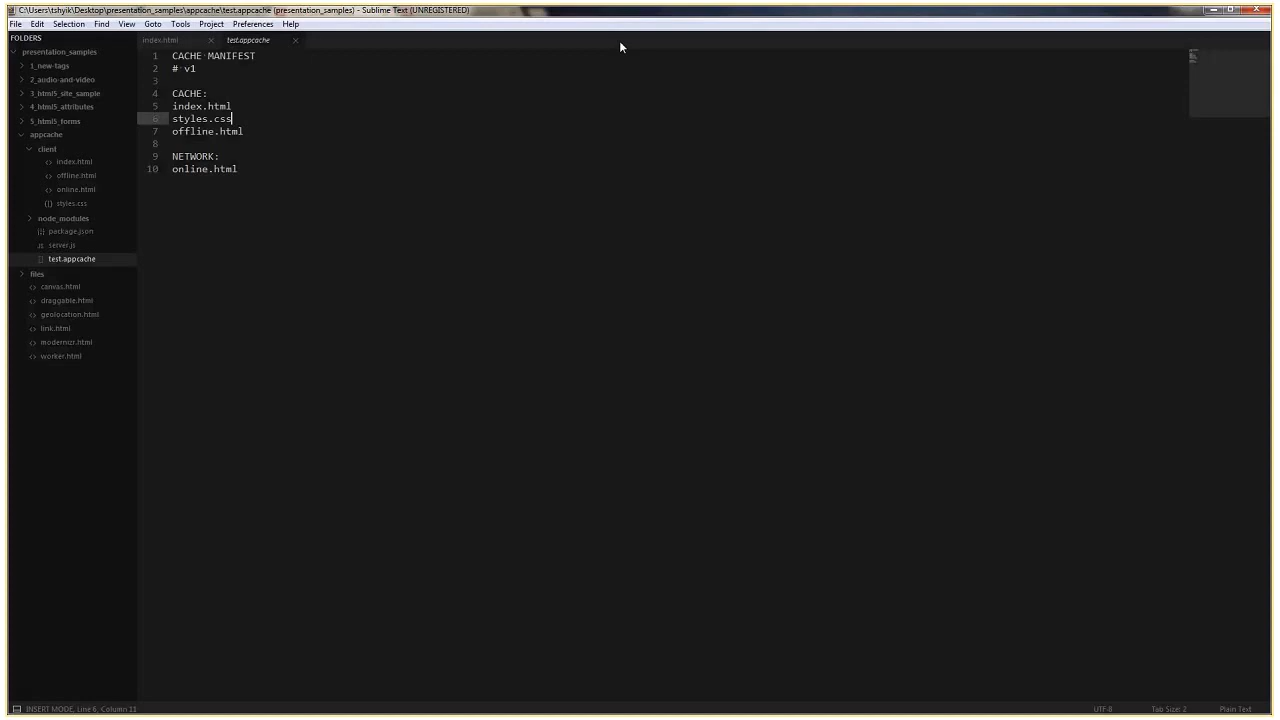 C:\Users\tshyik\Desktop\presentation_samples\appcache\test.appcache (presentation_samples) - Sublime Text (UNREGISTERED)
File Edit Selection Find View Goto Tools Project Preferences Help
FOLDERS
presentation_samples
1_new-tags
2_audio-and-video
3_html5_site_sample
4_html5_attributes
5_html5_forms
appcache
client
index.html
offline.html
online.html
styles.css
node_modules
package.json
server.js
test.appcache
files
canvas.html
draggable.html
geolocation.html
link.html
modernizr.html
worker.html
index.html test.appcache
1 CACHE MANIFEST
2 # v1
3
4 CACHE:
5 index.html
6 styles.css
7 offline.html
8
9 NETWORK:
10 online.html
INSERT MODE, Line 6, Column 11 UTF-8 Tab Size: 2 Plain Text